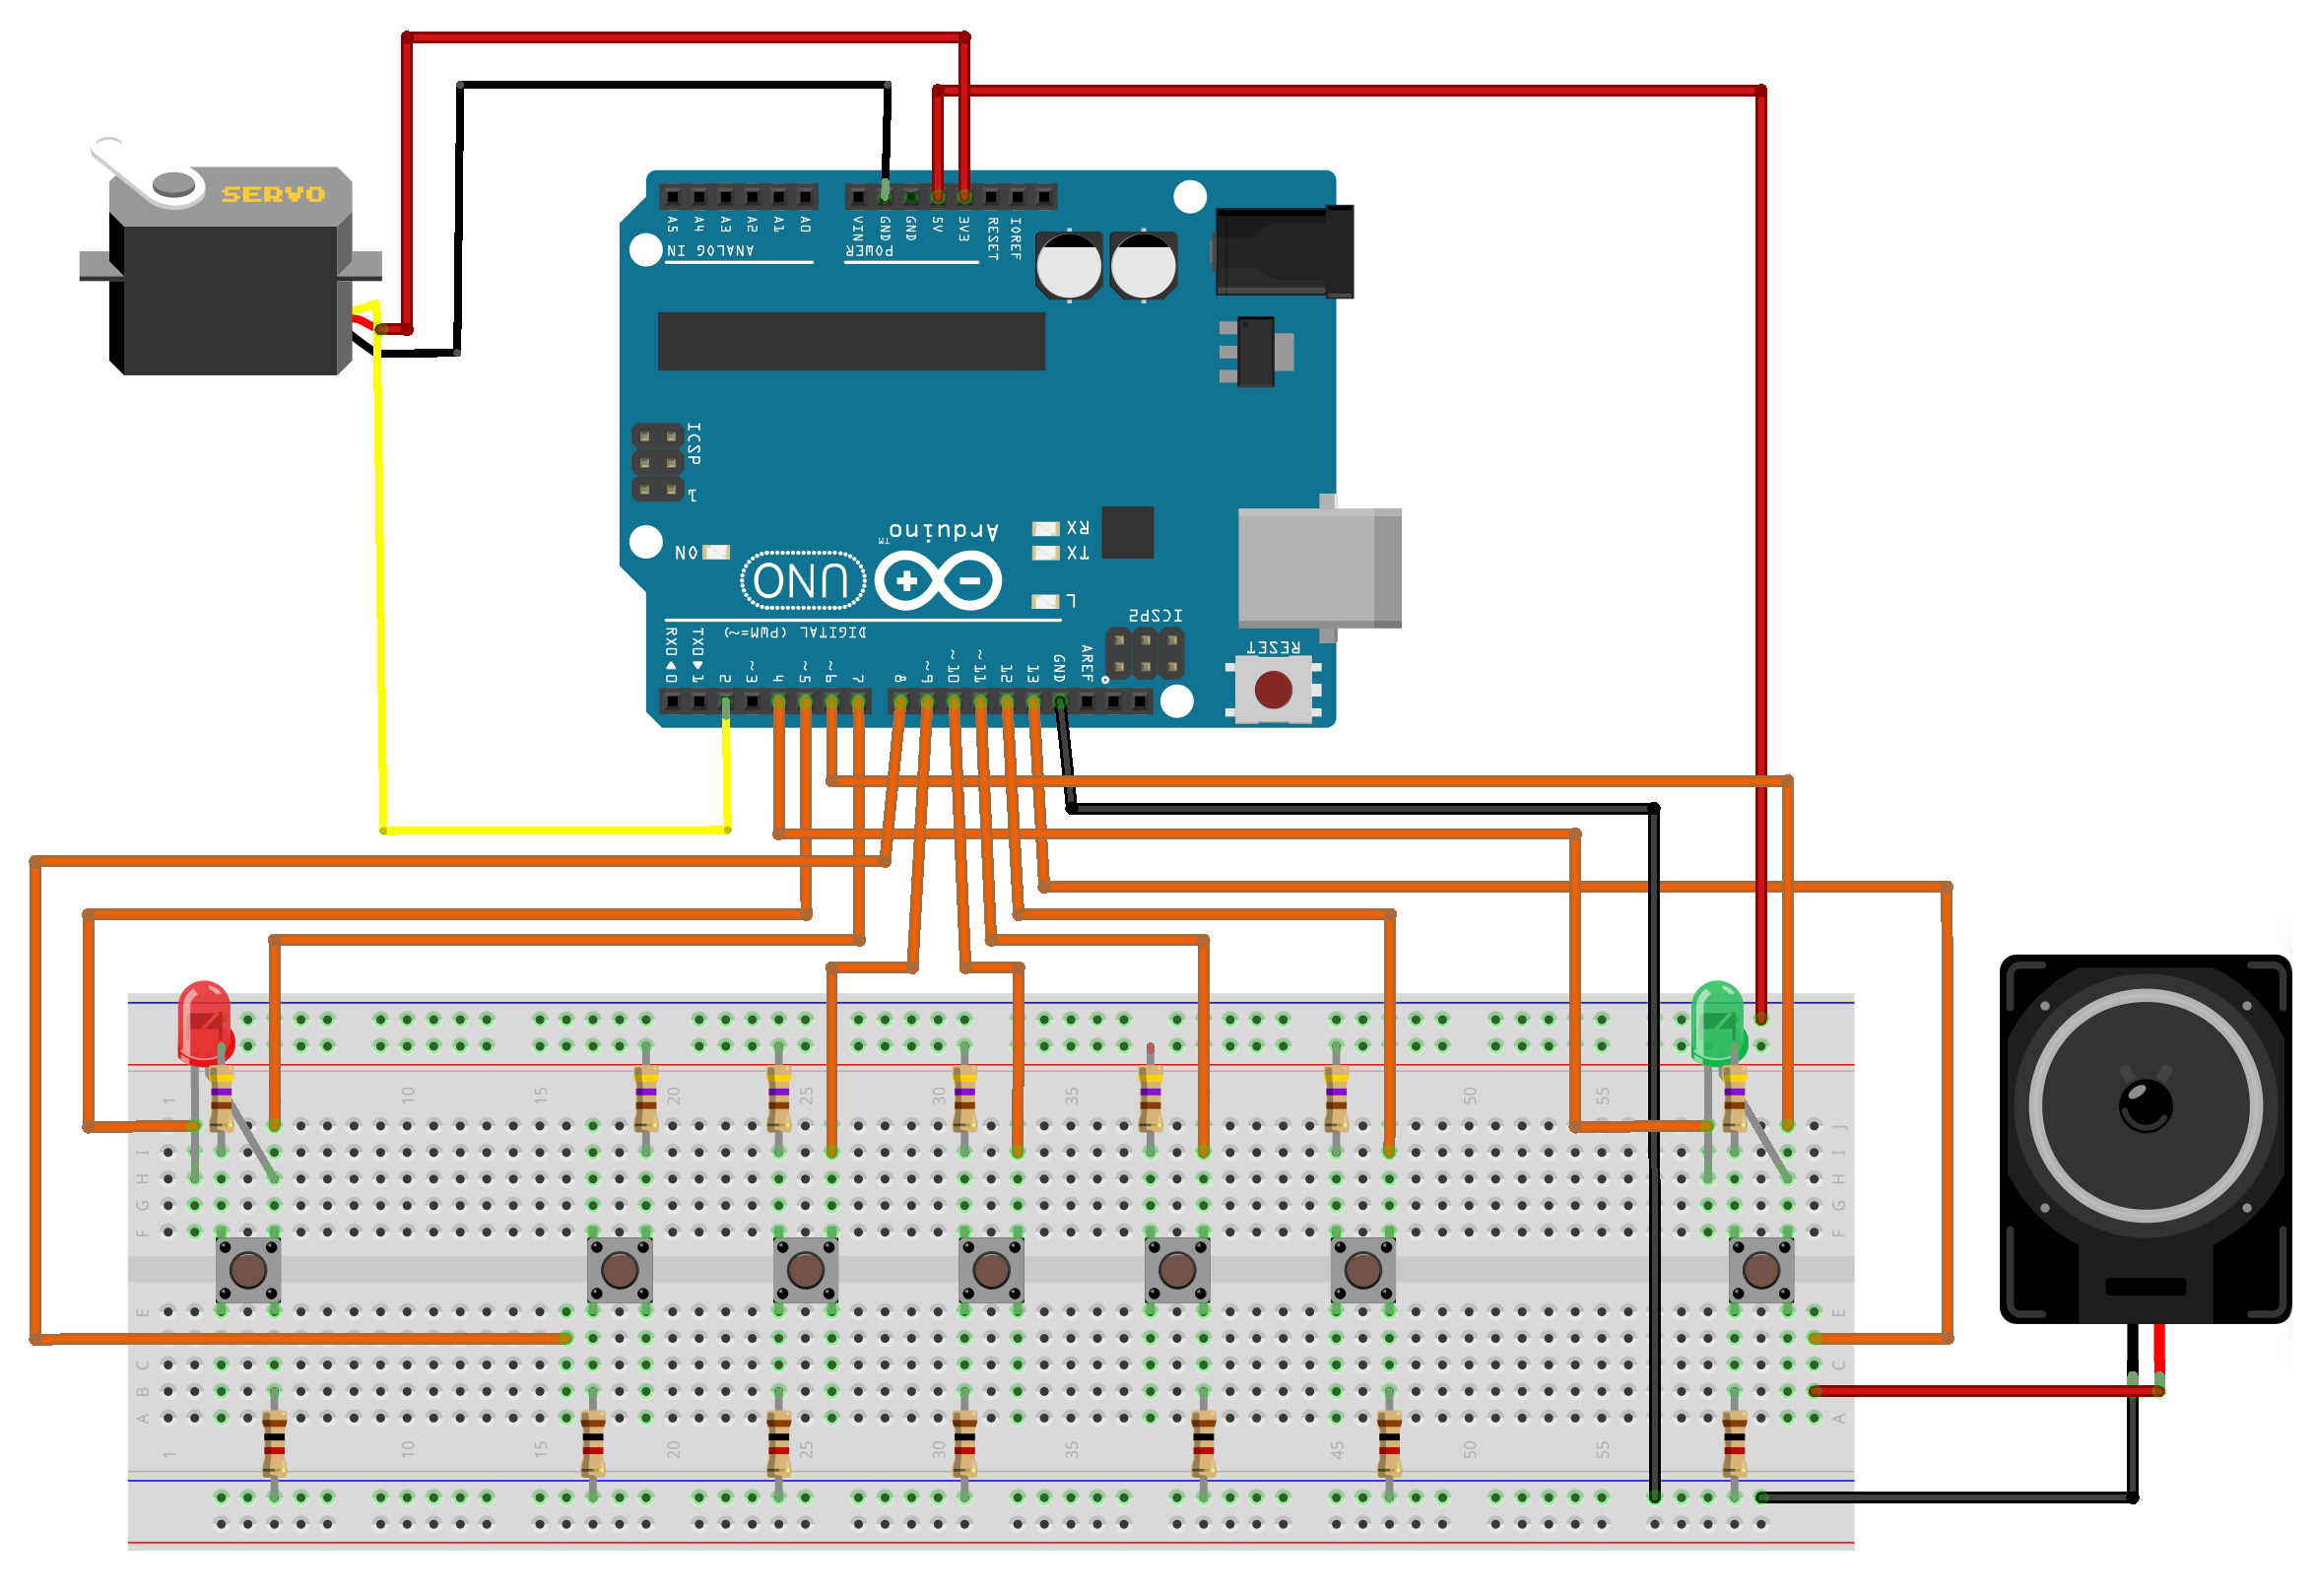 SERVO
A5 A4 A3 A2 A1 A0
VIN GND GND 5V 3V3 RESET IOREF
ANALOG IN
POWER
ICSP
1
Arduino
™
RX
TX
ON
UNO
L
ICSP2
DIGITAL (PWM=~)
RESET
RX0◄0 TX0►1 2 ~3 4 ~5 ~6 7 8 ~9 ~10 ~11 12 13 GND AREF
1 10 15 20 25 30 35 50 55
J J
I I
H H
G G
F F
E E
C C
B B
A A
1 10 15 20 25 30 35 45 50 55